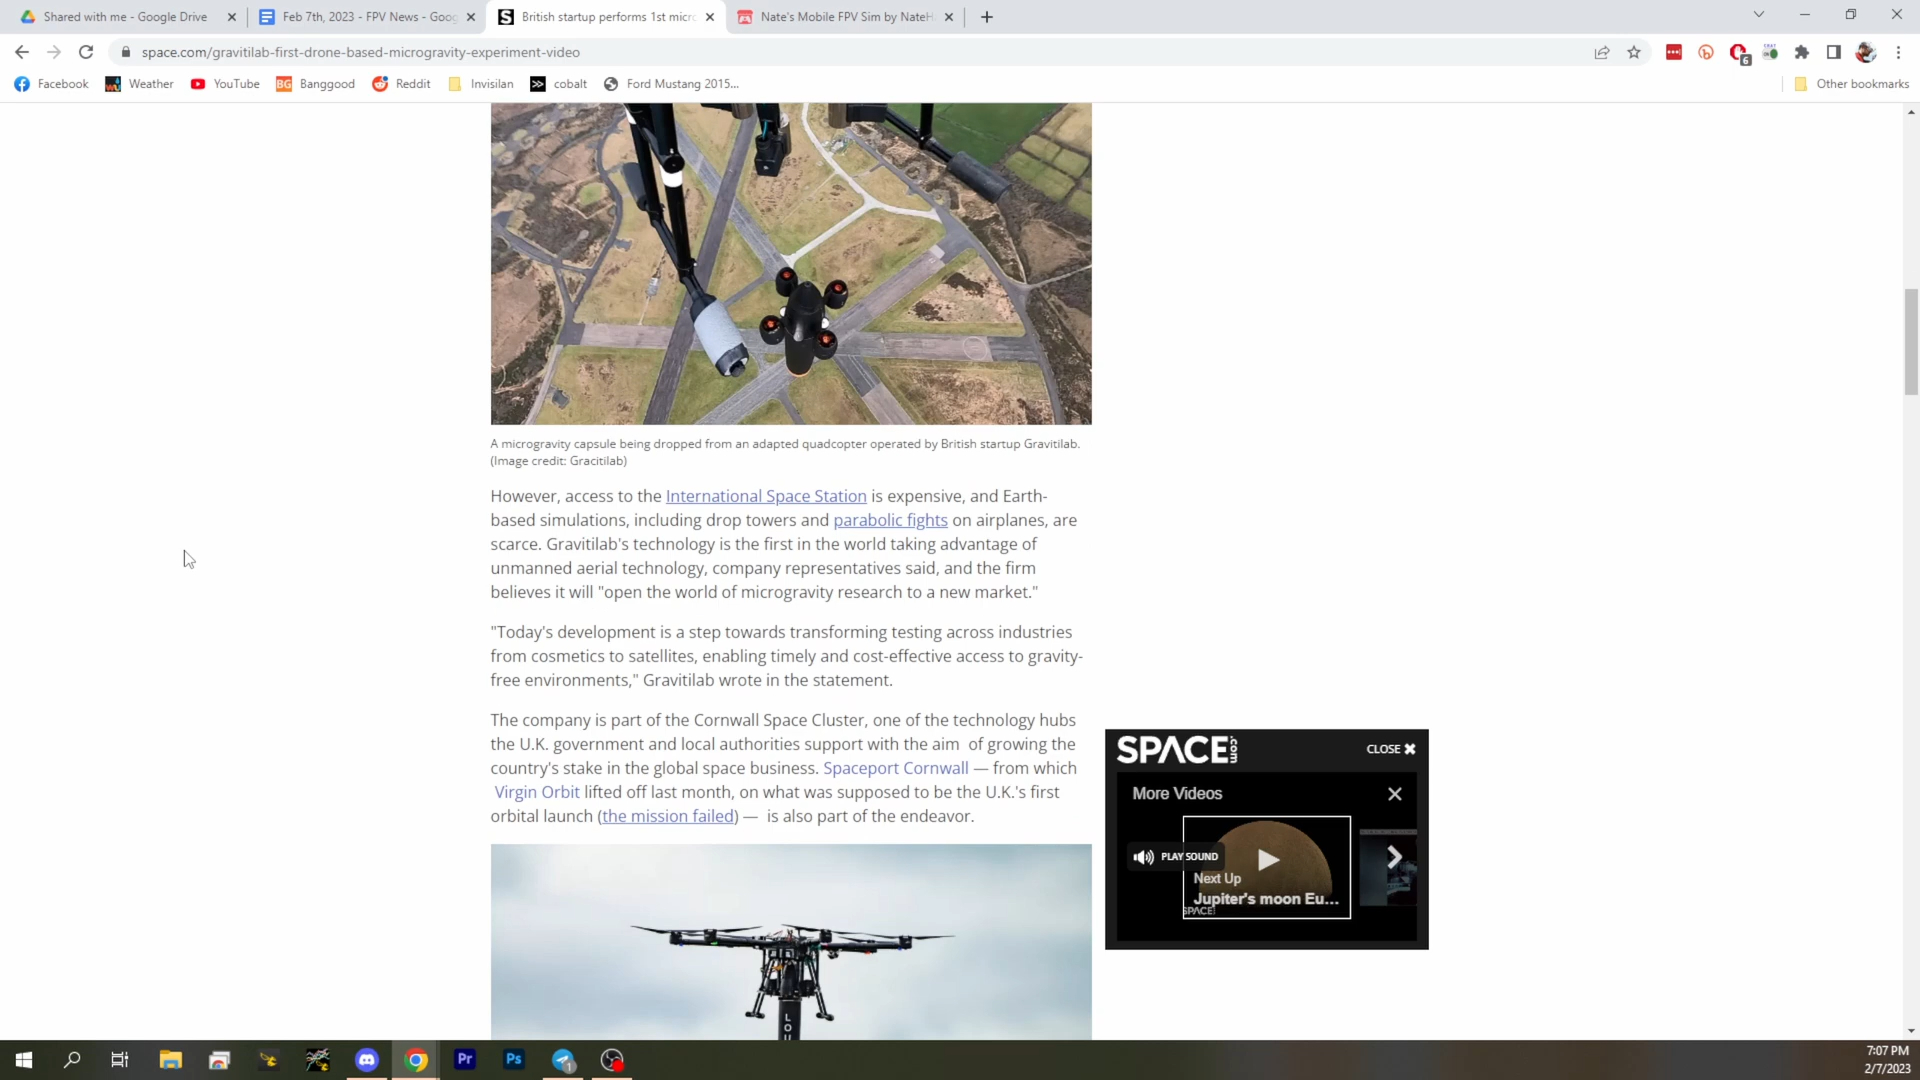 Shared with me - Google Drive
Feb 7th, 2023 - FPV News - Goog
British startup performs 1st micro
Nate's Mobile FPV Sim by NateH
space.com/gravitilab-first-drone-based-microgravity-experiment-video
6
Facebook
Weather
YouTube
BG Banggood
Reddit
Invisilan
cobalt
Ford Mustang 2015...
Other bookmarks
A microgravity capsule being dropped from an adapted quadcopter operated by British startup Gravitilab.
(Image credit: Gracitilab)
However, access to the International Space Station is expensive, and Earth-
based simulations, including drop towers and parabolic fights on airplanes, are
scarce. Gravitilab's technology is the first in the world taking advantage of
unmanned aerial technology, company representatives said, and the firm
believes it will "open the world of microgravity research to a new market."
"Today's development is a step towards transforming testing across industries
from cosmetics to satellites, enabling timely and cost-effective access to gravity-
free environments," Gravitilab wrote in the statement.
The company is part of the Cornwall Space Cluster, one of the technology hubs
the U.K. government and local authorities support with the aim of growing the
country's stake in the global space business. Spaceport Cornwall — from which
Virgin Orbit lifted off last month, on what was supposed to be the U.K.'s first
orbital launch (the mission failed) — is also part of the endeavor.
SPACE.com
CLOSE ✖
More Videos
PLAY SOUND
Next Up
Jupiter's moon Eu...
SPACE
LOU
Pr
Ps
1
7:07 PM
2/7/2023